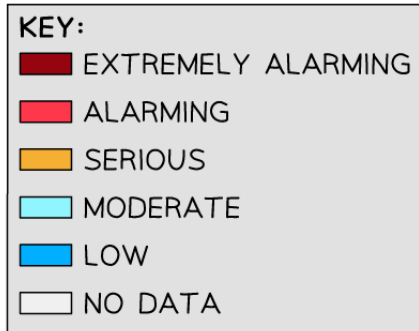 KEY:
EXTREMELY ALARMING
ALARMING
SERIOUS
MODERATE
LOW
NO DATA